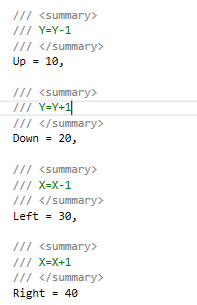 /// <summary>
/// Y=Y-1
/// </summary>
Up = 10,
/// <summary>
/// Y=Y+1
/// </summary>
Down = 20,
/// <summary>
/// X=X-1
/// </summary>
Left = 30,
/// <summary>
/// X=X+1
/// </summary>
Right = 40